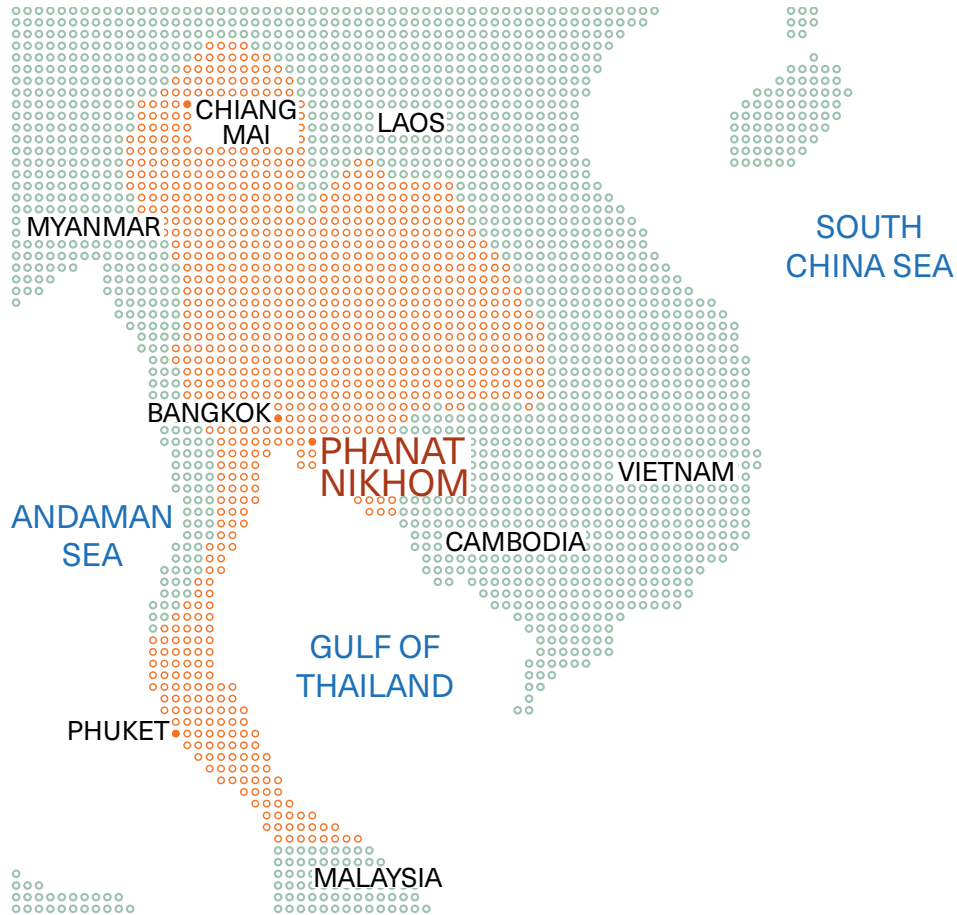 CHIANG
MAI
LAOS
MYANMAR
SOUTH
CHINA SEA
BANGKOK
PHANAT
NIKHOM
VIETNAM
ANDAMAN
SEA
CAMBODIA
GULF OF
THAILAND
PHUKET
MALAYSIA